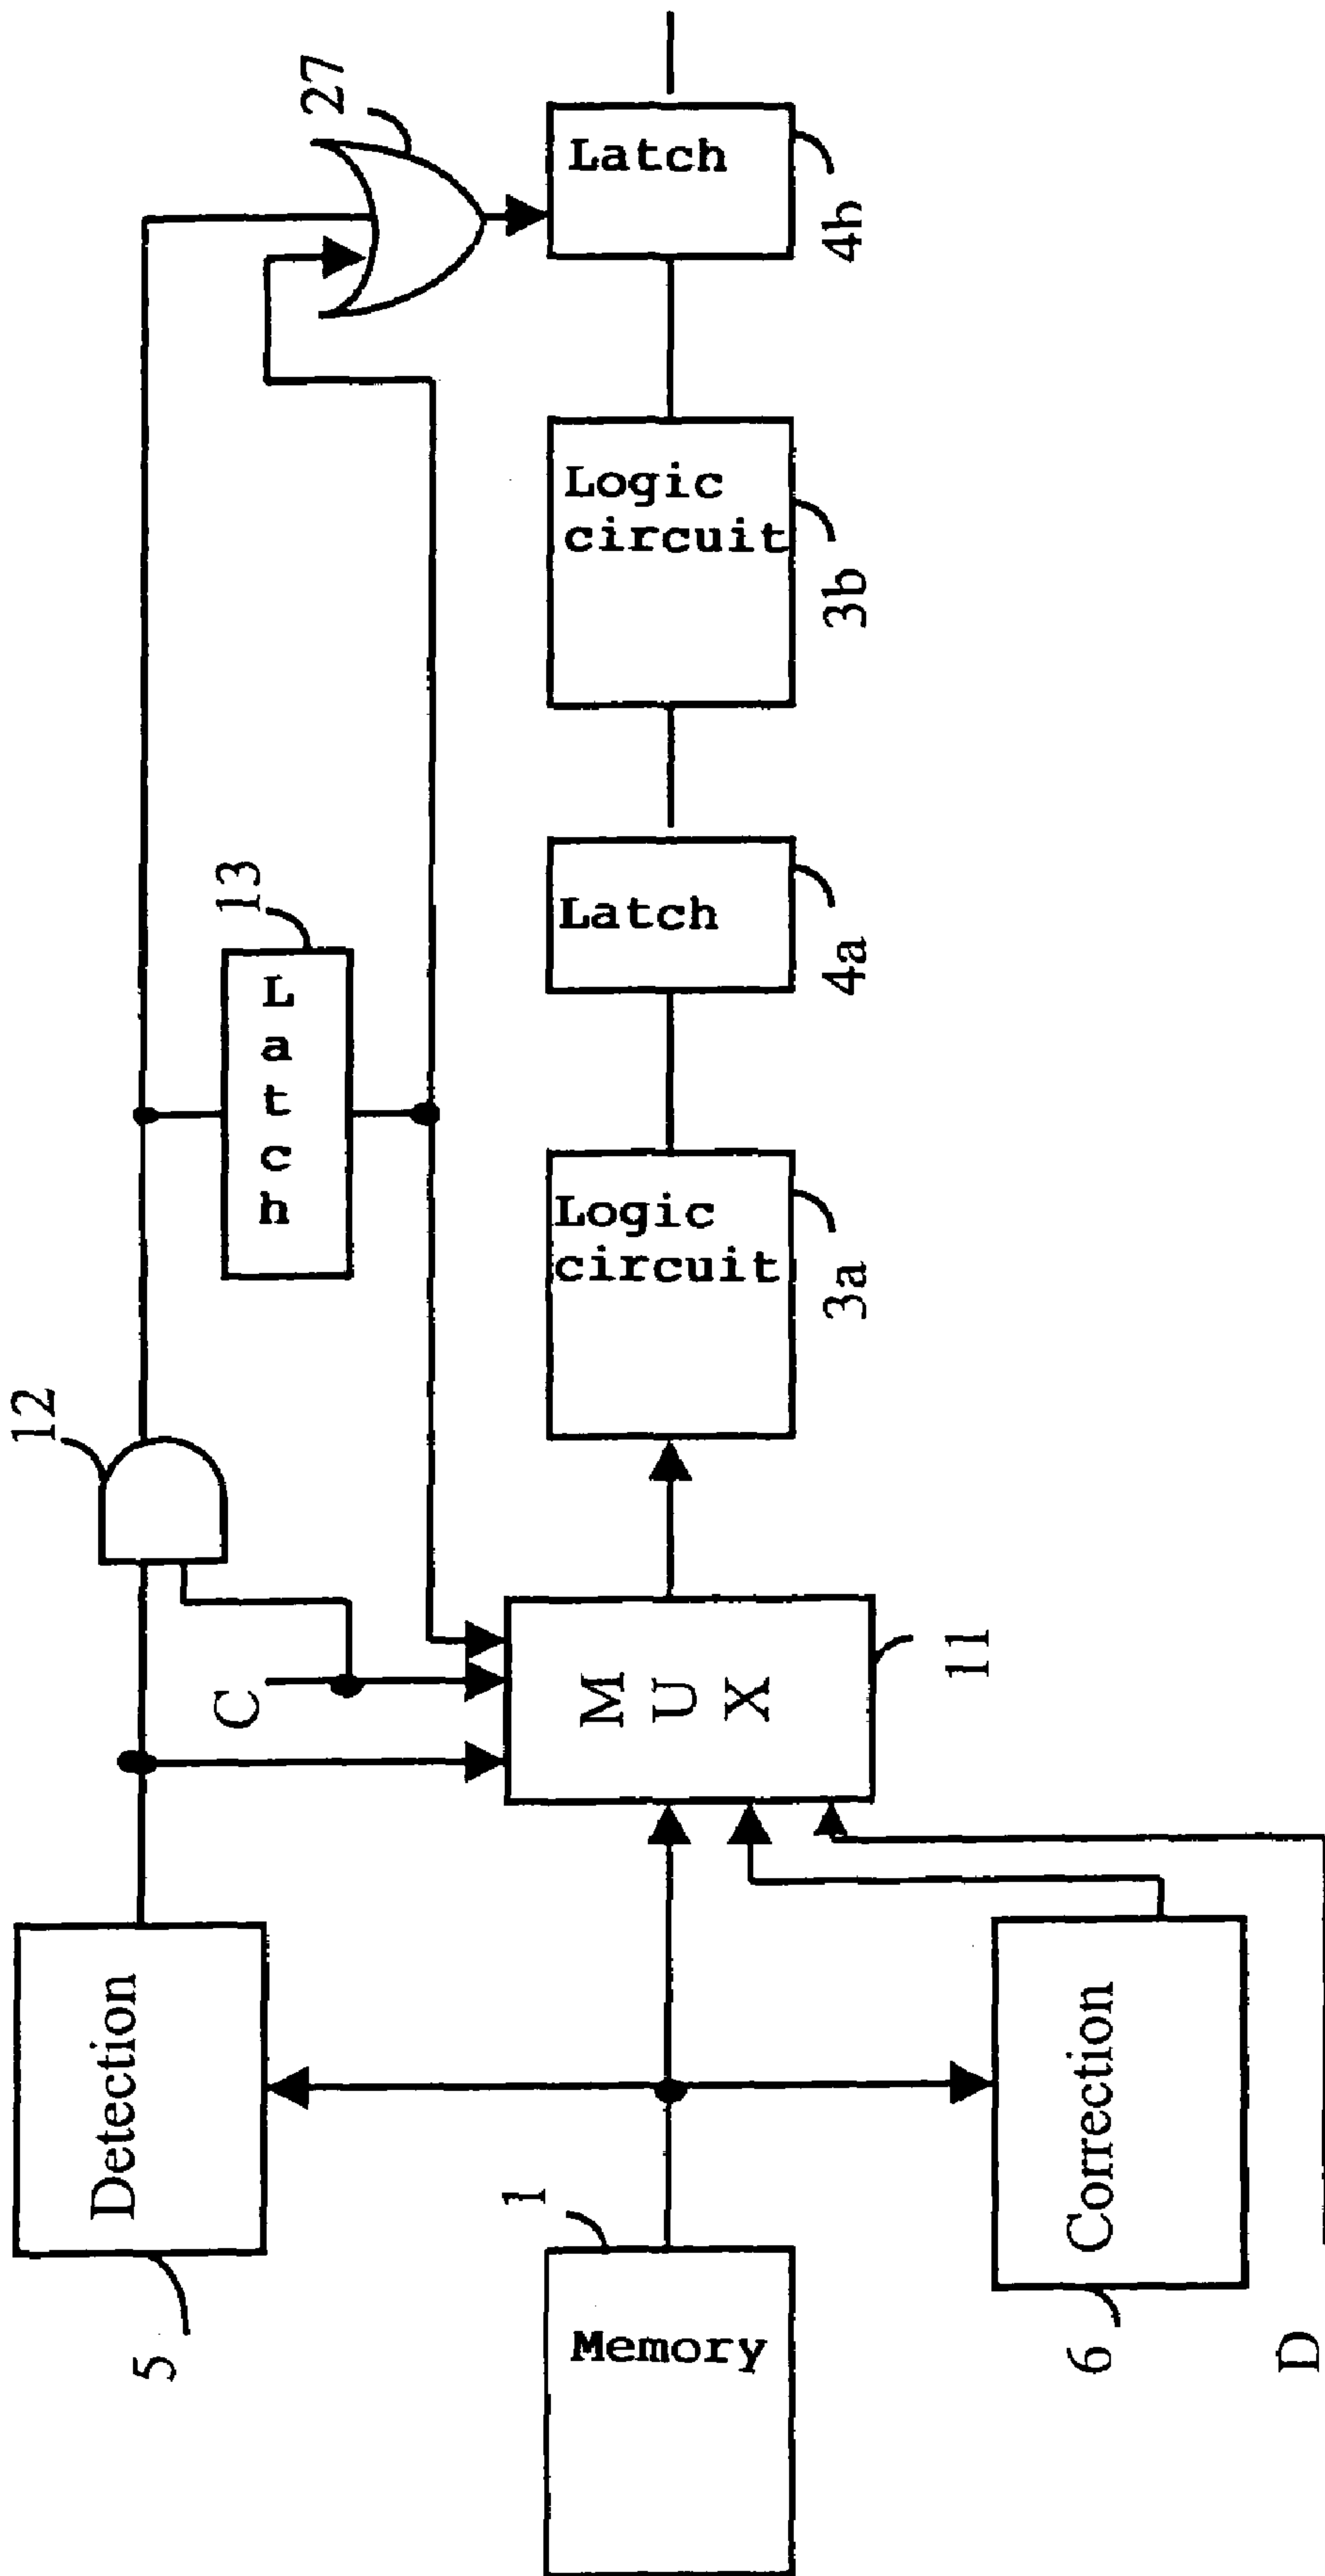 Detection
5
12
C
L
a
t
c
h
13
27
Memory
1
M
U
X
11
Logic
circuit
3a
Latch
4a
Logic
circuit
3b
Latch
4b
Correction
6
D